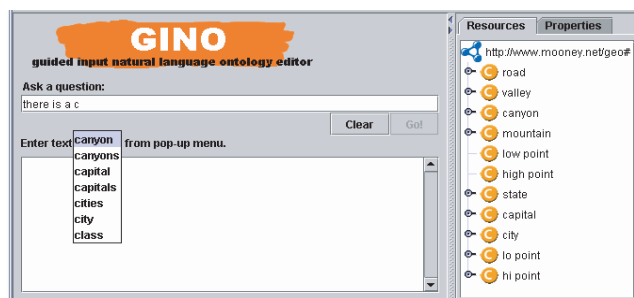 GINO
guided input natural language ontology editor
Ask a question:
there is a c
Clear
Go!
Enter text
from pop-up menu.
canyon
canyons
capital
capitals
cities
city
class
Resources
Properties
http://www.mooney.net/geo#
C road
C valley
C canyon
C mountain
C low point
C high point
C state
C capital
C city
C lo point
C hi point